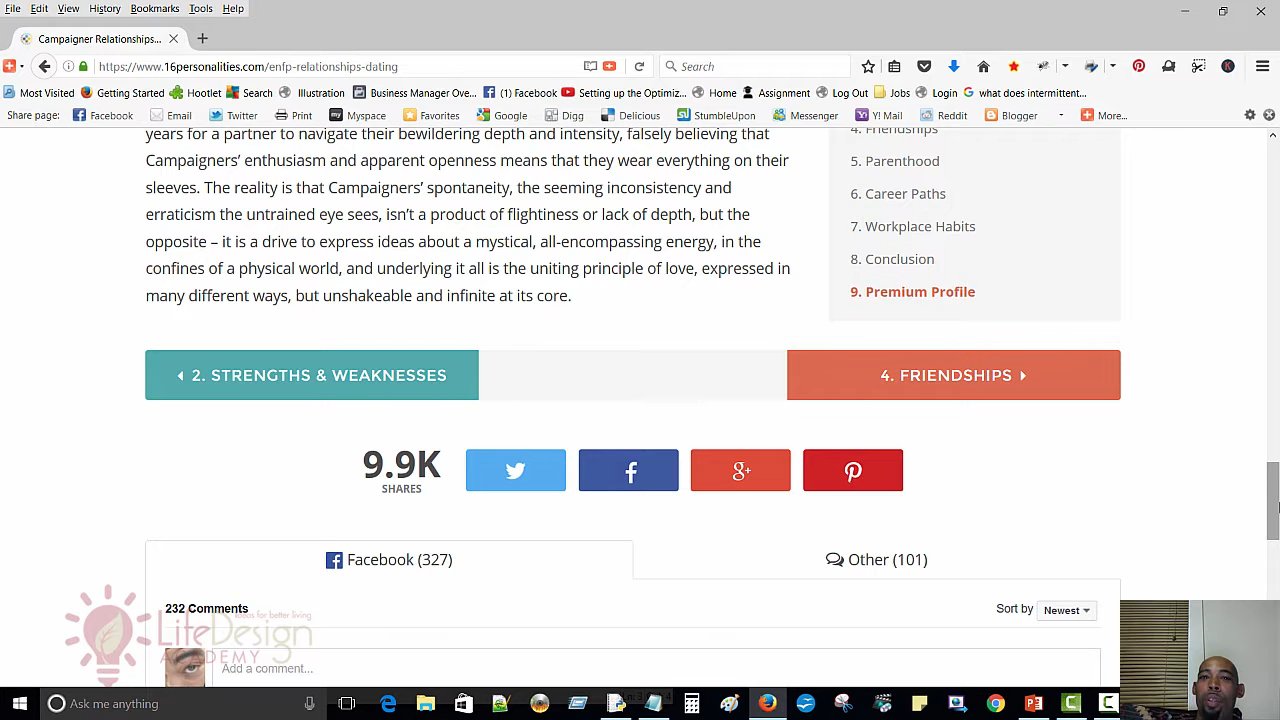 File Edit View History Bookmarks Tools Help
Campaigner Relationships...
https://www.16personalities.com/enfp-relationships-dating
Search
Most Visited Getting Started Hootlet Search Illustration Business Manager Ove... (1) Facebook Setting up the Optimiz... Home Assignment Log Out Jobs Login what does intermittent...
Share page: Facebook Email Twitter Print Myspace Favorites Google Digg Delicious StumbleUpon Messenger Reddit Blogger More...
years for a partner to navigate their bewildering depth and intensity, falsely believing that
Campaigners’ enthusiasm and apparent openness means that they wear everything on their
sleeves. The reality is that Campaigners’ spontaneity, the seeming inconsistency and
erraticism the untrained eye sees, isn’t a product of flightiness or lack of depth, but the
opposite – it is a drive to express ideas about a mystical, all-encompassing energy, in the
confines of a physical world, and underlying it all is the uniting principle of love, expressed in
many different ways, but unshakeable and infinite at its core.
4. Friendships
5. Parenthood
6. Career Paths
7. Workplace Habits
8. Conclusion
9. Premium Profile
2. STRENGTHS & WEAKNESSES
4. FRIENDSHIPS
9.9K
SHARES
Facebook (327)
Other (101)
232 Comments
Sort by Newest
Add a comment...
Ideas for better living
LifeDesign
ACADEMY
Ask me anything